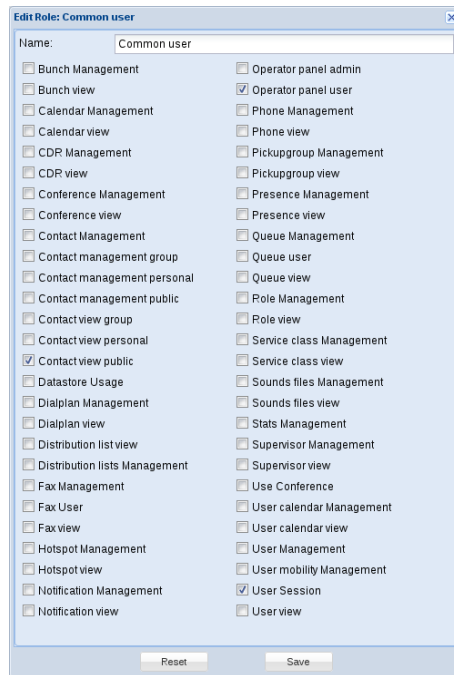 Edit Role: Common user
Name: Common user
Bunch Management
Bunch view
Calendar Management
Calendar view
CDR Management
CDR view
Conference Management
Conference view
Contact Management
Contact management group
Contact management personal
Contact management public
Contact view group
Contact view personal
Contact view public
Datastore Usage
Dialplan Management
Dialplan view
Distribution list view
Distribution lists Management
Fax Management
Fax User
Fax view
Hotspot Management
Hotspot view
Notification Management
Notification view
Operator panel admin
Operator panel user
Phone Management
Phone view
Pickupgroup Management
Pickupgroup view
Presence Management
Presence view
Queue Management
Queue user
Queue view
Role Management
Role view
Service class Management
Service class view
Sounds files Management
Sounds files view
Stats Management
Supervisor Management
Supervisor view
Use Conference
User calendar Management
User calendar view
User Management
User mobility Management
User Session
User view
Reset Save